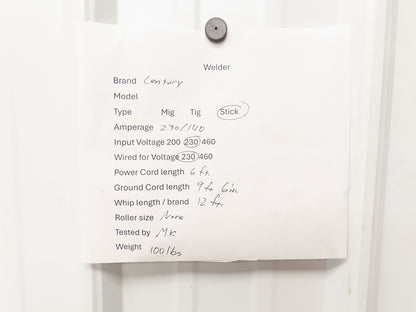 Welder
Brand Century
Model
Type Mig Tig Stick
Amperage 230/140
Input Voltage 200 230 460
Wired for Voltage 230 460
Power Cord length 6 ft.
Ground Cord length 9 ft 6 in.
Whip length / brand 12 ft.
Roller size None
Tested by MK
Weight 100 lbs